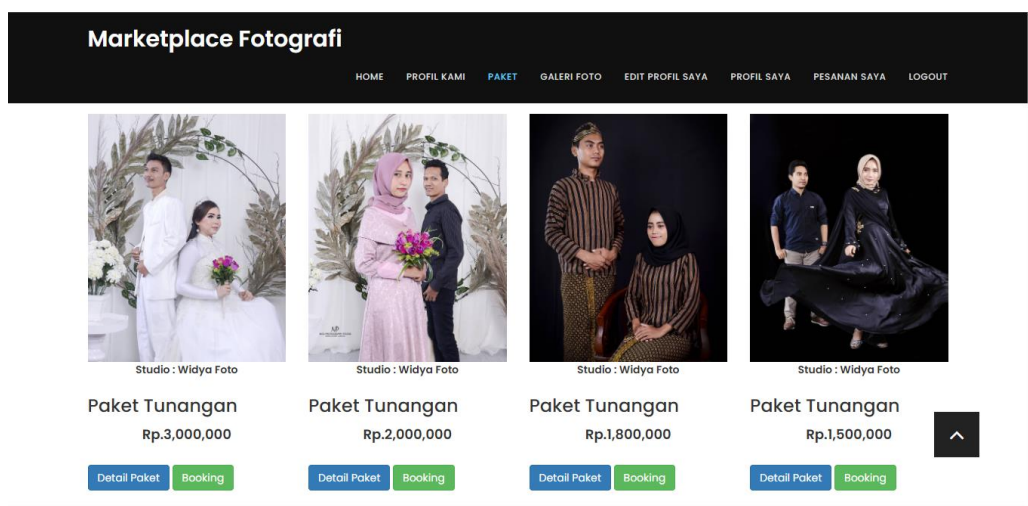 Marketplace Fotografi
HOME PROFIL KAMI PAKET GALERI FOTO EDIT PROFIL SAYA PROFIL SAYA PESANAN SAYA LOGOUT
Studio : Widya Foto
Paket Tunangan
Rp.3,000,000
Detail Paket Booking
Studio : Widya Foto
Paket Tunangan
Rp.2,000,000
Detail Paket Booking
Studio : Widya Foto
Paket Tunangan
Rp.1,800,000
Detail Paket Booking
Studio : Widya Foto
Paket Tunangan
Rp.1,500,000
Detail Paket Booking